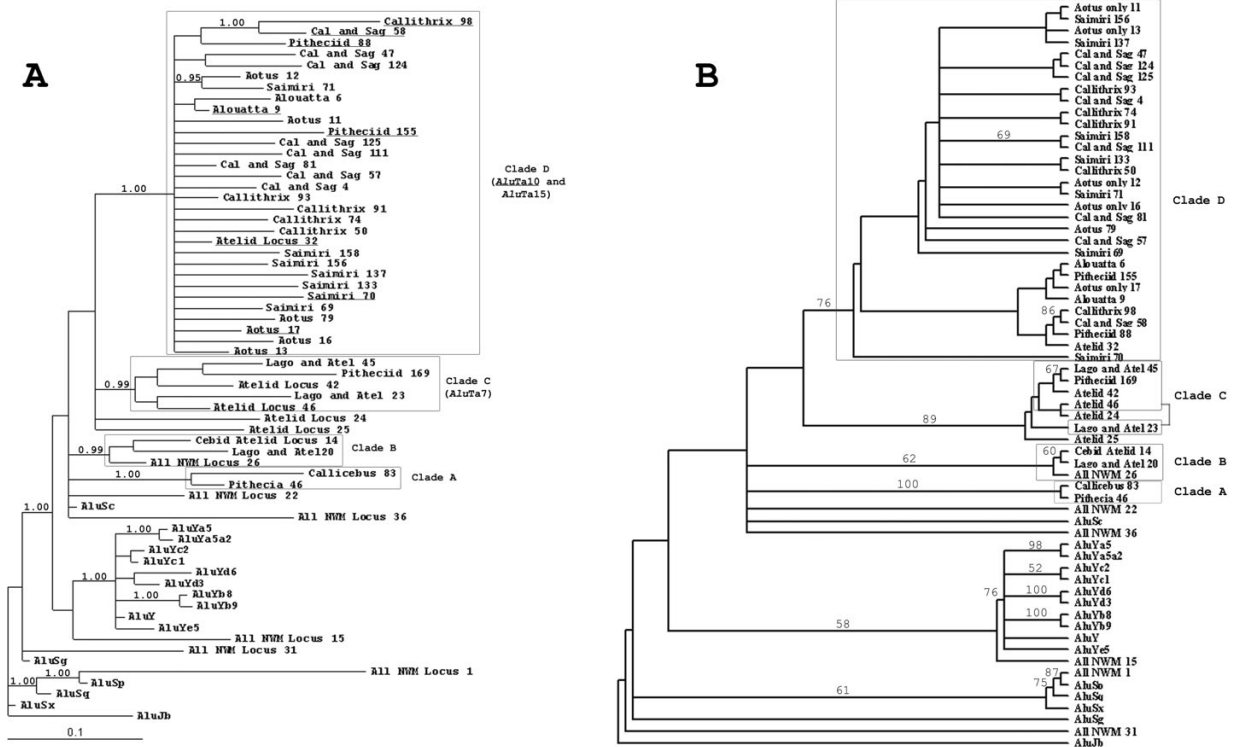 A
1.00
Callithrix 98
Cal and Sag 58
Pitheciid 88
Cal and Sag 47
Cal and Sag 124
0.95
Aotus 12
Saimiri 71
Alouatta 6
Alouatta 9
Aotus 11
Pitheciid 155
Cal and Sag 125
Cal and Sag 111
Cal and Sag 81
Cal and Sag 57
Cal and Sag 4
Callithrix 93
Callithrix 91
Callithrix 74
Callithrix 50
Atelid Locus 32
Saimiri 158
Saimiri 156
Saimiri 137
Saimiri 133
Saimiri 70
Saimiri 69
Aotus 79
Aotus 17
Aotus 16
Aotus 13
1.00
Clade D
(AluTa10 and
AluTa15)
Lago and Atel 45
Pitheciid 169
0.99
Atelid Locus 42
Lago and Atel 23
Atelid Locus 46
Clade C
(AluTa7)
Atelid Locus 24
Atelid Locus 25
Cebid Atelid Locus 14
0.99
Lago and Atel20
All NWM Locus 26
Clade B
1.00
Callicebus 83
Pithecia 46
Clade A
All NWM Locus 22
AluSc
All NWM Locus 36
1.00
1.00
AluYa5
AluYa5a2
AluYc2
AluYc1
1.00
AluYd6
AluYd3
1.00
AluYb8
AluYb9
AluY
AluYe5
All NWM Locus 15
All NWM Locus 31
AluSg
1.00
All NWM Locus 1
1.00
AluSp
AluSq
AluSx
AluJb
0.1
B
Aotus only 11
Saimiri 156
Aotus only 13
Saimiri 137
Cal and Sag 47
Cal and Sag 124
Cal and Sag 125
Callithrix 93
Cal and Sag 4
Callithrix 74
Callithrix 91
69
Saimiri 158
Cal and Sag 111
Saimiri 133
Callithrix 50
Aotus only 12
Saimiri 71
Aotus only 16
Cal and Sag 81
Aotus 79
Cal and Sag 57
Saimiri 69
Alouatta 6
Pitheciid 155
Aotus only 17
Alouatta 9
86
Callithrix 98
Cal and Sag 58
Pitheciid 88
Atelid 32
Saimiri 70
76
Clade D
67
Lago and Atel 45
Pitheciid 169
Atelid 42
Atelid 46
Atelid 24
89
Lago and Atel 23
Atelid 25
Clade C
60
Cebid Atelid 14
62
Lago and Atel 20
All NWM 26
Clade B
100
Callicebus 83
Pithecia 46
Clade A
All NWM 22
AluSc
All NWM 36
98
AluYa5
AluYa5a2
52
AluYc2
AluYc1
76
100
AluYd6
AluYd3
100
AluYb8
AluYb9
58
AluY
AluYe5
All NWM 15
87
All NWM 1
75
AluSp
61
AluSq
AluSx
AluSg
All NWM 31
AluJb